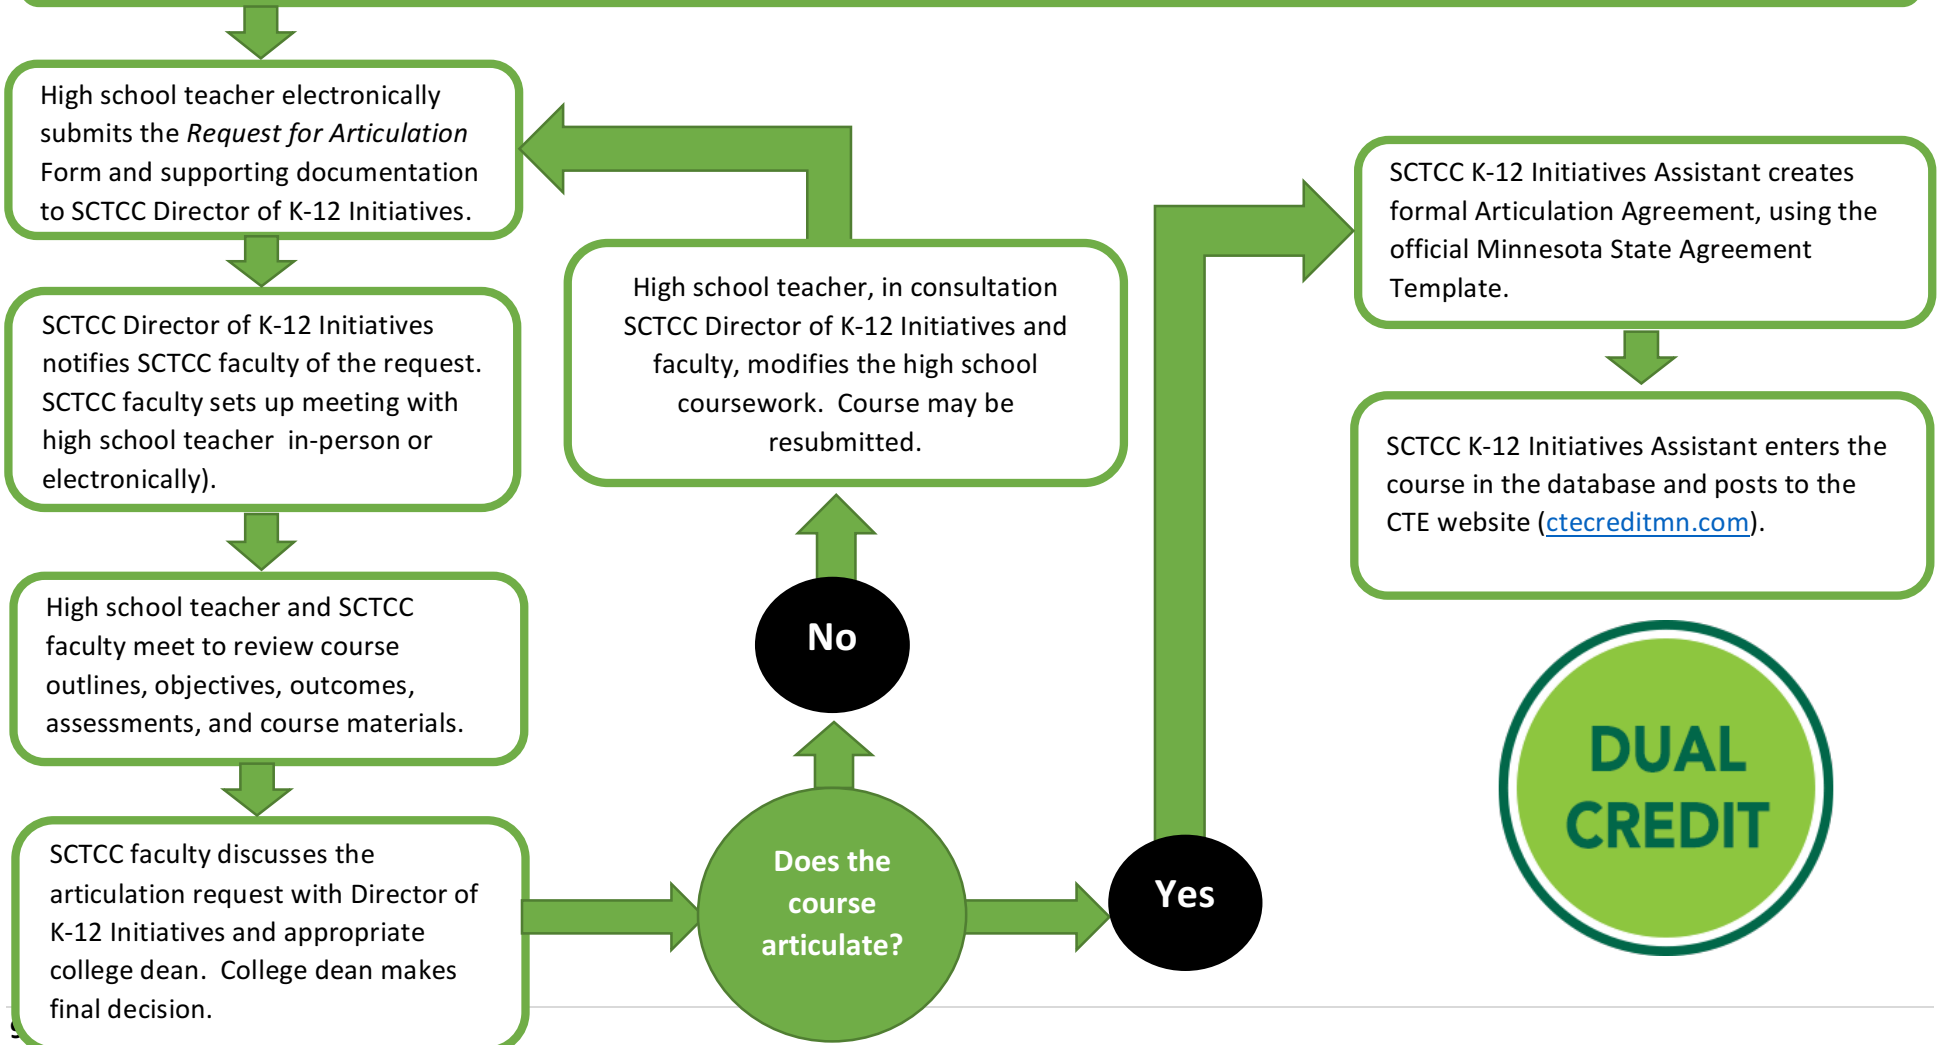 High school teacher electronically
submits the Request for Articulation
Form and supporting documentation
to SCTCC Director of K-12 Initiatives.
SCTCC Director of K-12 Initiatives
notifies SCTCC faculty of the request.
SCTCC faculty sets up meeting with
high school teacher  in-person or
electronically).
High school teacher and SCTCC
faculty meet to review course
outlines, objectives, outcomes,
assessments, and course materials.
SCTCC faculty discusses the
articulation request with Director of
K-12 Initiatives and appropriate
college dean.  College dean makes
final decision.
Does the
course
articulate?
No
High school teacher, in consultation
SCTCC Director of K-12 Initiatives and
faculty, modifies the high school
coursework.  Course may be
resubmitted.
Yes
SCTCC K-12 Initiatives Assistant creates
formal Articulation Agreement, using the
official Minnesota State Agreement
Template.
SCTCC K-12 Initiatives Assistant enters the
course in the database and posts to the
CTE website (ctecreditmn.com).
DUAL
CREDIT